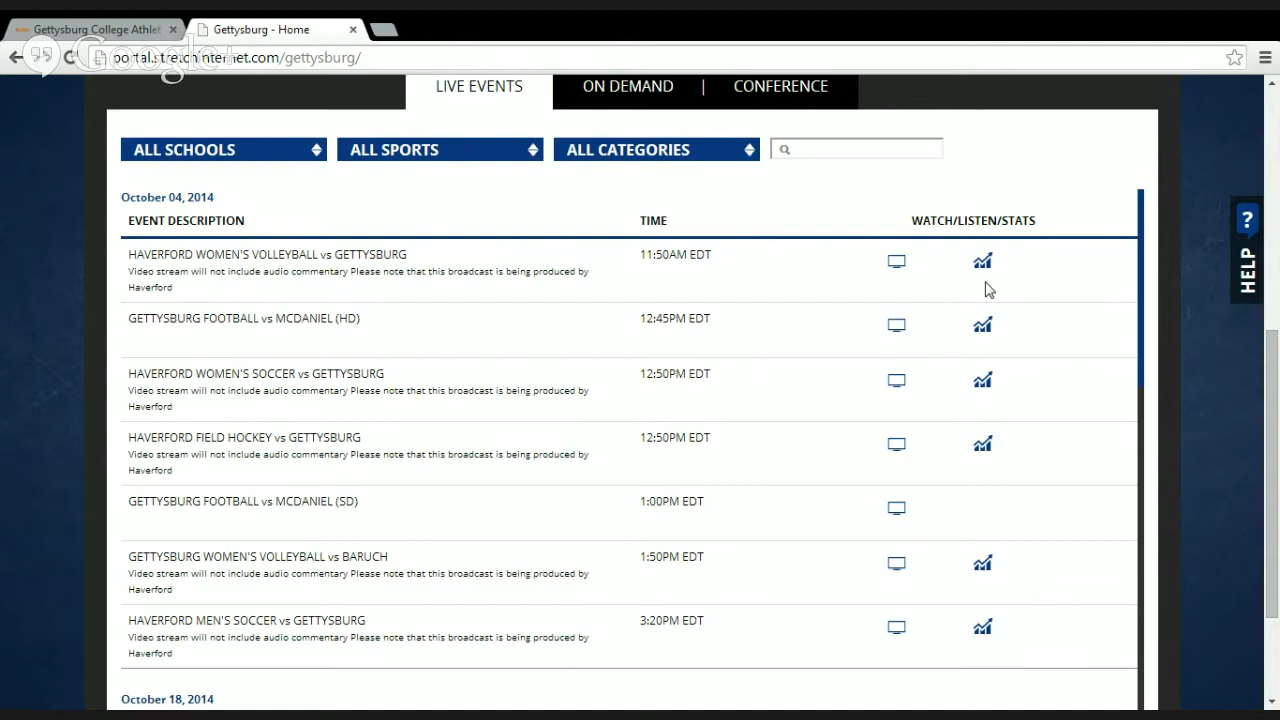 Gettysburg College Athlet
Gettysburg - Home
Google+
portal.stretchinternet.com/gettysburg/
LIVE EVENTS
ON DEMAND | CONFERENCE
ALL SCHOOLS
ALL SPORTS
ALL CATEGORIES
October 04, 2014
EVENT DESCRIPTION TIME WATCH/LISTEN/STATS
HAVERFORD WOMEN'S VOLLEYBALL vs GETTYSBURG 11:50AM EDT
Video stream will not include audio commentary Please note that this broadcast is being produced by
Haverford
GETTYSBURG FOOTBALL vs MCDANIEL (HD) 12:45PM EDT
HAVERFORD WOMEN'S SOCCER vs GETTYSBURG 12:50PM EDT
Video stream will not include audio commentary Please note that this broadcast is being produced by
Haverford
HAVERFORD FIELD HOCKEY vs GETTYSBURG 12:50PM EDT
Video stream will not include audio commentary Please note that this broadcast is being produced by
Haverford
GETTYSBURG FOOTBALL vs MCDANIEL (SD) 1:00PM EDT
GETTYSBURG WOMEN'S VOLLEYBALL vs BARUCH 1:50PM EDT
Video stream will not include audio commentary Please note that this broadcast is being produced by
Haverford
HAVERFORD MEN'S SOCCER vs GETTYSBURG 3:20PM EDT
Video stream will not include audio commentary Please note that this broadcast is being produced by
Haverford
October 18, 2014
? HELP